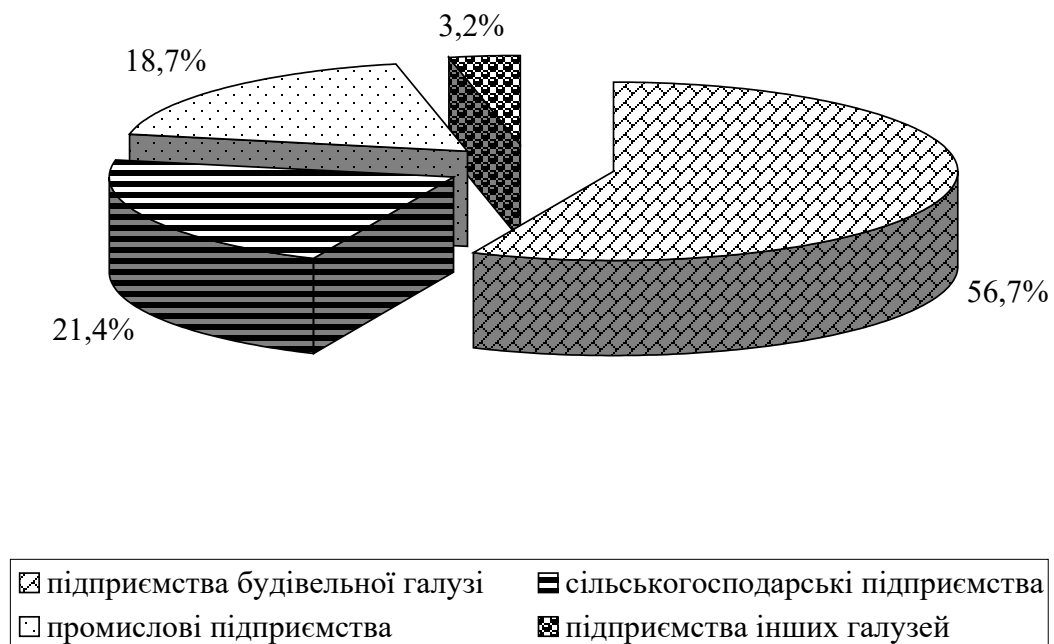 3,2%
18,7%
56,7%
21,4%
підприємства будівельної галузі
сільськогосподарські підприємства
промислові підприємства
підприємства інших галузей